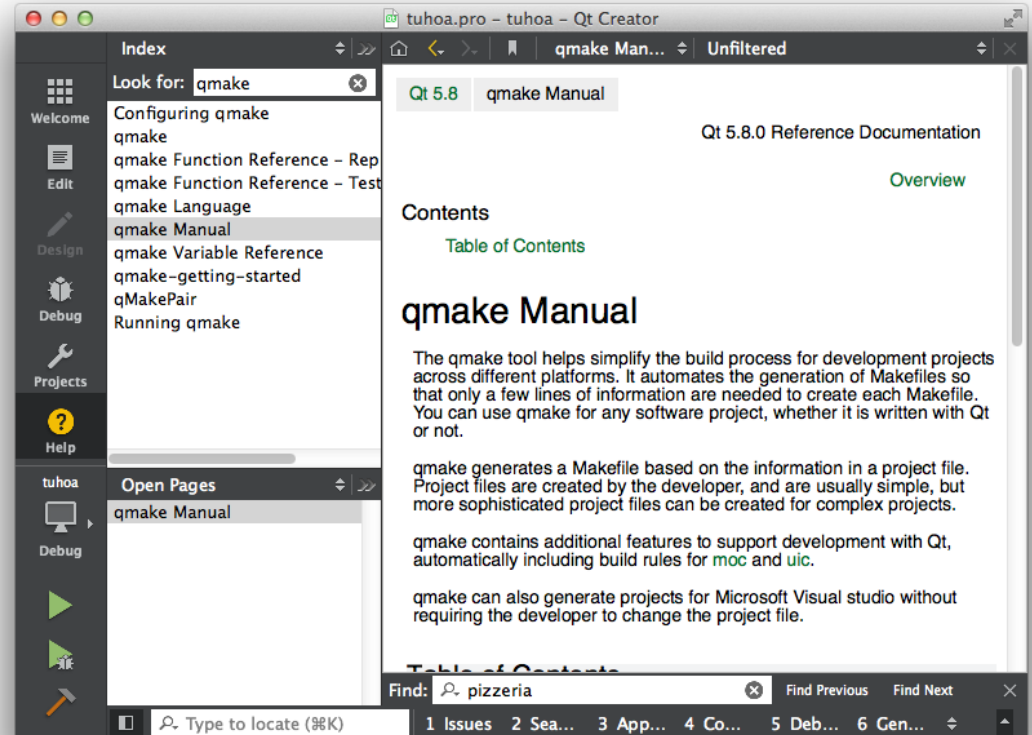 tuhoa.pro – tuhoa – Qt Creator
Index
qmake Man...
Unfiltered
Welcome
Edit
Design
Debug
Projects
Help
tuhoa
Debug
Look for: qmake
Configuring qmake
qmake
qmake Function Reference – Rep
qmake Function Reference – Test
qmake Language
qmake Manual
qmake Variable Reference
qmake-getting-started
qMakePair
Running qmake
Open Pages
qmake Manual
Qt 5.8 qmake Manual
Qt 5.8.0 Reference Documentation
Overview
Contents
Table of Contents
qmake Manual
The qmake tool helps simplify the build process for development projects
across different platforms. It automates the generation of Makefiles so
that only a few lines of information are needed to create each Makefile.
You can use qmake for any software project, whether it is written with Qt
or not.
qmake generates a Makefile based on the information in a project file.
Project files are created by the developer, and are usually simple, but
more sophisticated project files can be created for complex projects.
qmake contains additional features to support development with Qt,
automatically including build rules for moc and uic.
qmake can also generate projects for Microsoft Visual studio without
requiring the developer to change the project file.
Table of Contents
Find: pizzeria Find Previous Find Next
Type to locate (⌘K) 1 Issues 2 Sea... 3 App... 4 Co... 5 Deb... 6 Gen...